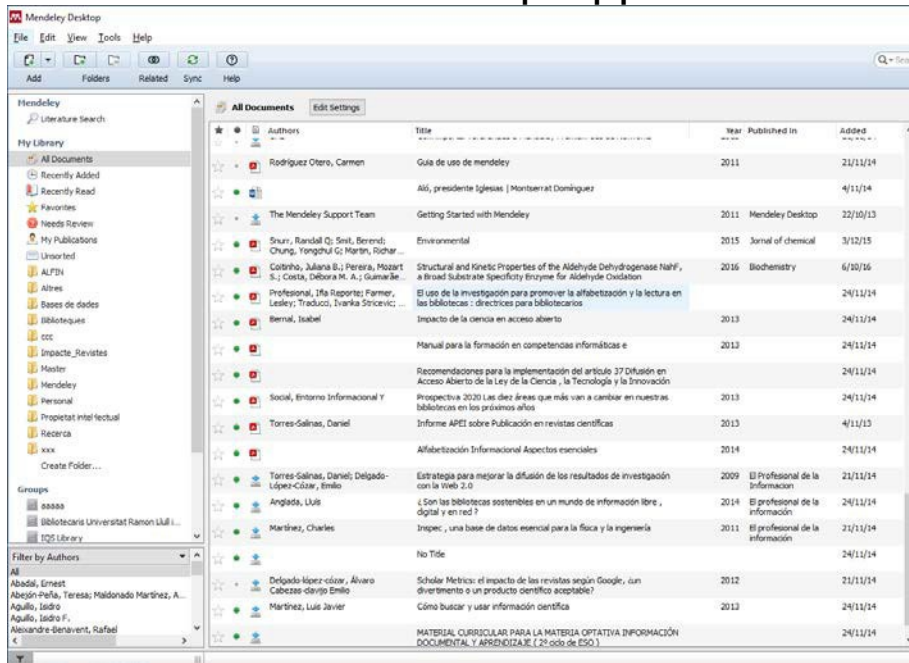 Mendeley Desktop
File Edit View Tools Help
Add Folders Related Sync Help
Mendeley
Literature Search
My Library
All Documents
Recently Added
Recently Read
Favorites
Needs Review
My Publications
Unsorted
ALFIN
Altres
Bases de dades
Biblioteques
ccc
Impacte_Revistes
Master
Mendeley
Personal
Propietat intel·lectual
Recerca
xxx
Create Folder...
Groups
aaaaa
Bibliotecaris Universitat Ramon Llull i...
IQS Library
Filter by Authors
All
Abadal, Ernest
Abejón-Peña, Teresa; Maldonado Martínez, A...
Aguillo, Isidro
Aguillo, Isidro F.
Aleixandre-Benavent, Rafael
All Documents Edit Settings
Authors Title Year Published In Added
Rodríguez Otero, Carmen Guia de uso de mendeley 2011 21/11/14
Aló, presidente Iglesias | Montserrat Domínguez 4/11/14
The Mendeley Support Team Getting Started with Mendeley 2011 Mendeley Desktop 22/10/13
Snurr, Randall Q; Smit, Berend; Environmental 2015 Jornal of chemical 3/12/15
Chung, Yongchul G; Martin, Richar...
Coitinho, Juliana B.; Pereira, Mozart Structural and Kinetic Properties of the Aldehyde Dehydrogenase NahF, 2016 Biochemistry 6/10/16
S.; Costa, Débora M. A.; Guimarãe... a Broad Substrate Specificity Enzyme for Aldehyde Oxidation
Profesional, Ifla Reporte; Farmer, El uso de la investigación para promover la alfabetización y la lectura en 24/11/14
Lesley; Traducci, Ivanka Stricevic; ... las bibliotecas : directrices para bibliotecarios
Bernal, Isabel Impacto de la ciencia en acceso abierto 2013 24/11/14
Manual para la formación en competencias informáticas e 2013 24/11/14
Recomendaciones para la implementación del artículo 37 Difusión en 24/11/14
Acceso Abierto de la Ley de la Ciencia , la Tecnología y la Innovación
Social, Entorno Informacional Y Prospectiva 2020 Las diez áreas que más van a cambiar en nuestras 2013 24/11/14
bibliotecas en los próximos años
Torres-Salinas, Daniel Informe APEI sobre Publicación en revistas científicas 2013 4/11/13
Alfabetización Informacional Aspectos esenciales 2014 24/11/14
Torres-Salinas, Daniel; Delgado- Estrategia para mejorar la difusión de los resultados de investigación 2009 El Profesional de la 21/11/14
López-Cózar, Emilio con la Web 2.0 Informacion
Anglada, Lluís ¿ Son las bibliotecas sostenibles en un mundo de información libre , 2014 El profesional de la 24/11/14
digital y en red ? información
Martínez, Charles Inspec , una base de datos esencial para la física y la ingeniería 2011 El profesional de la 21/11/14
información
No Title 24/11/14
Delgado-lópez-cózar, Álvaro Scholar Metrics: el impacto de las revistas según Google, ¿un 2012 21/11/14
Cabezas-clavijo Emilio divertimento o un producto científico aceptable?
Martínez, Luis Javier Cómo buscar y usar información científica 2013 24/11/14
MATERIAL CURRICULAR PARA LA MATERIA OPTATIVA INFORMACIÓN 24/11/14
DOCUMENTAL Y APRENDIZAJE ( 2º ciclo de ESO )